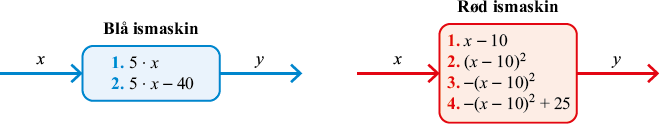 Blå ismaskin
x
1. 5 · x
2. 5 · x − 40
y
Rød ismaskin
x
1. x − 10
2. (x − 10)²
3. −(x − 10)²
4. −(x − 10)² + 25
y